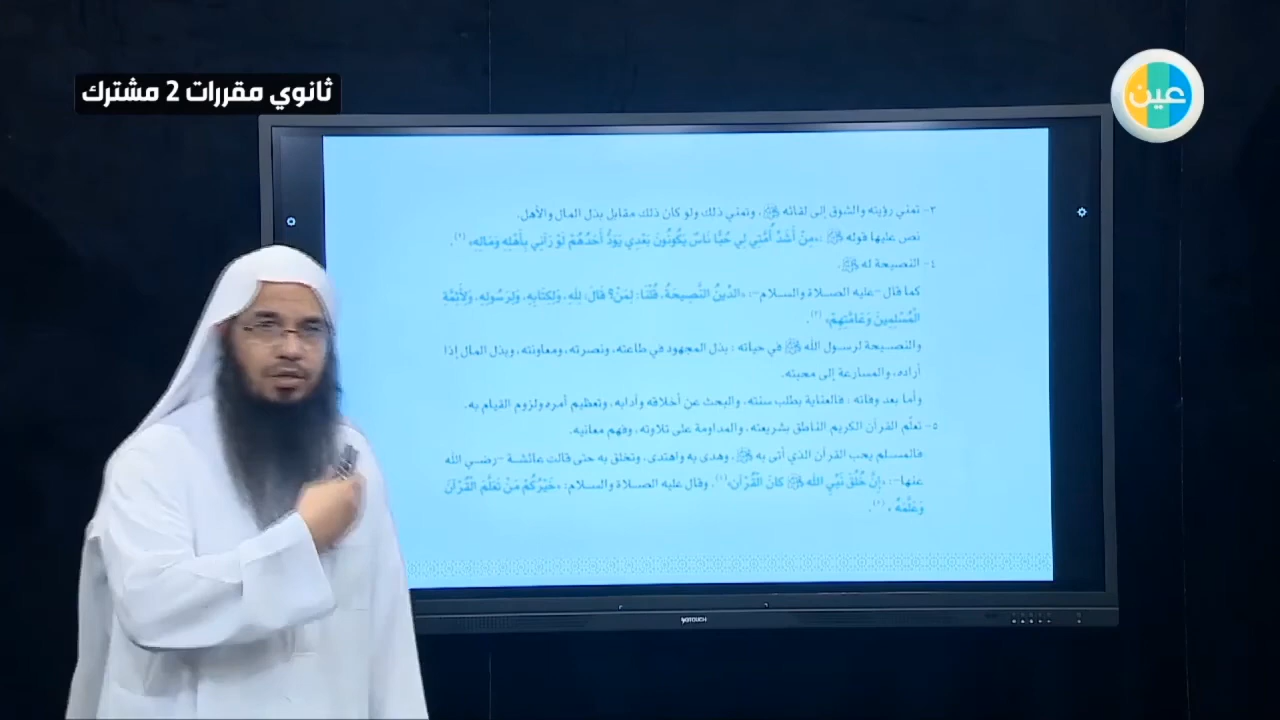 ثانوي مقررات 2 مشترك
عين
٣- تمني رؤيته والشوق إلى لقائه ﷺ، وتمني ذلك ولو كان ذلك مقابل بذل المال والأهل.
نص عليها قوله ﷺ: «مِنْ أَشَدِّ أُمَّتِي لِي حُبًّا نَاسٌ يَكُونُونَ بَعْدِي يَوَدُّ أَحَدُهُمْ لَوْ رَآنِي بِأَهْلِهِ وَمَالِهِ»
٤- النصيحة له ﷺ.
كما قال -عليه الصلاة والسلام-: «الدِّينُ النَّصِيحَةُ، قُلْنَا: لِمَنْ؟ قَالَ: لِلَّهِ، وَلِكِتَابِهِ، وَلِرَسُولِهِ، وَلِأَئِمَّةِ
الْمُسْلِمِينَ وَعَامَّتِهِمْ»
والنصيحة لرسول الله ﷺ في حياته: بذل المجهود في طاعته، ونصرته، ومعاونته، وبذل المال إذا
أراده، والمسارعة إلى محبته.
وأما بعد وفاته: فالعناية بطلب سنته، والبحث عن أخلاقه وآدابه، وتعظيم أمره ولزوم القيام به.
٥- تعلّم القرآن الكريم الناطق بشريعته، والمداومة على تلاوته، وفهم معانيه.
فالمسلم يحب القرآن الذي أتى به ﷺ، وهدى به واهتدى، وتخلق به حتى قالت عائشة -رضي الله
عنها-: «إِنَّ خُلُقَ نَبِيِّ الله ﷺ كَانَ الْقُرْآن»(١). وقال عليه الصلاة والسلام: «خَيْرُكُمْ مَنْ تَعَلَّمَ الْقُرْآنَ
وَعَلَّمَهُ»(٢).